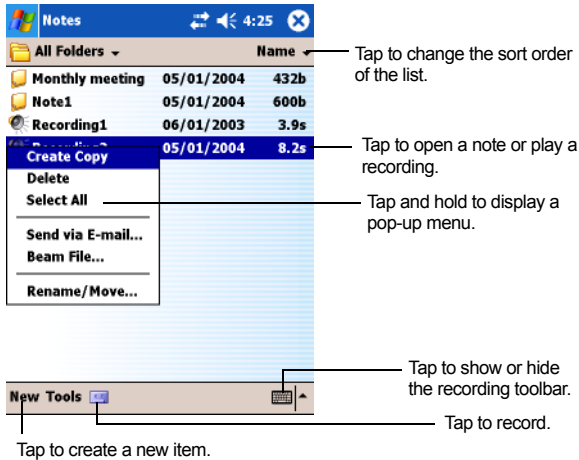 Notes 4:25
All Folders Name
Monthly meeting 05/01/2004 432b
Note1 05/01/2004 600b
Recording1 06/01/2003 3.9s
05/01/2004 8.2s
Create Copy
Delete
Select All
Send via E-mail...
Beam File...
Rename/Move...
New Tools
Tap to change the sort order
of the list.
Tap to open a note or play a
recording.
Tap and hold to display a
pop-up menu.
Tap to show or hide
the recording toolbar.
Tap to record.
Tap to create a new item.